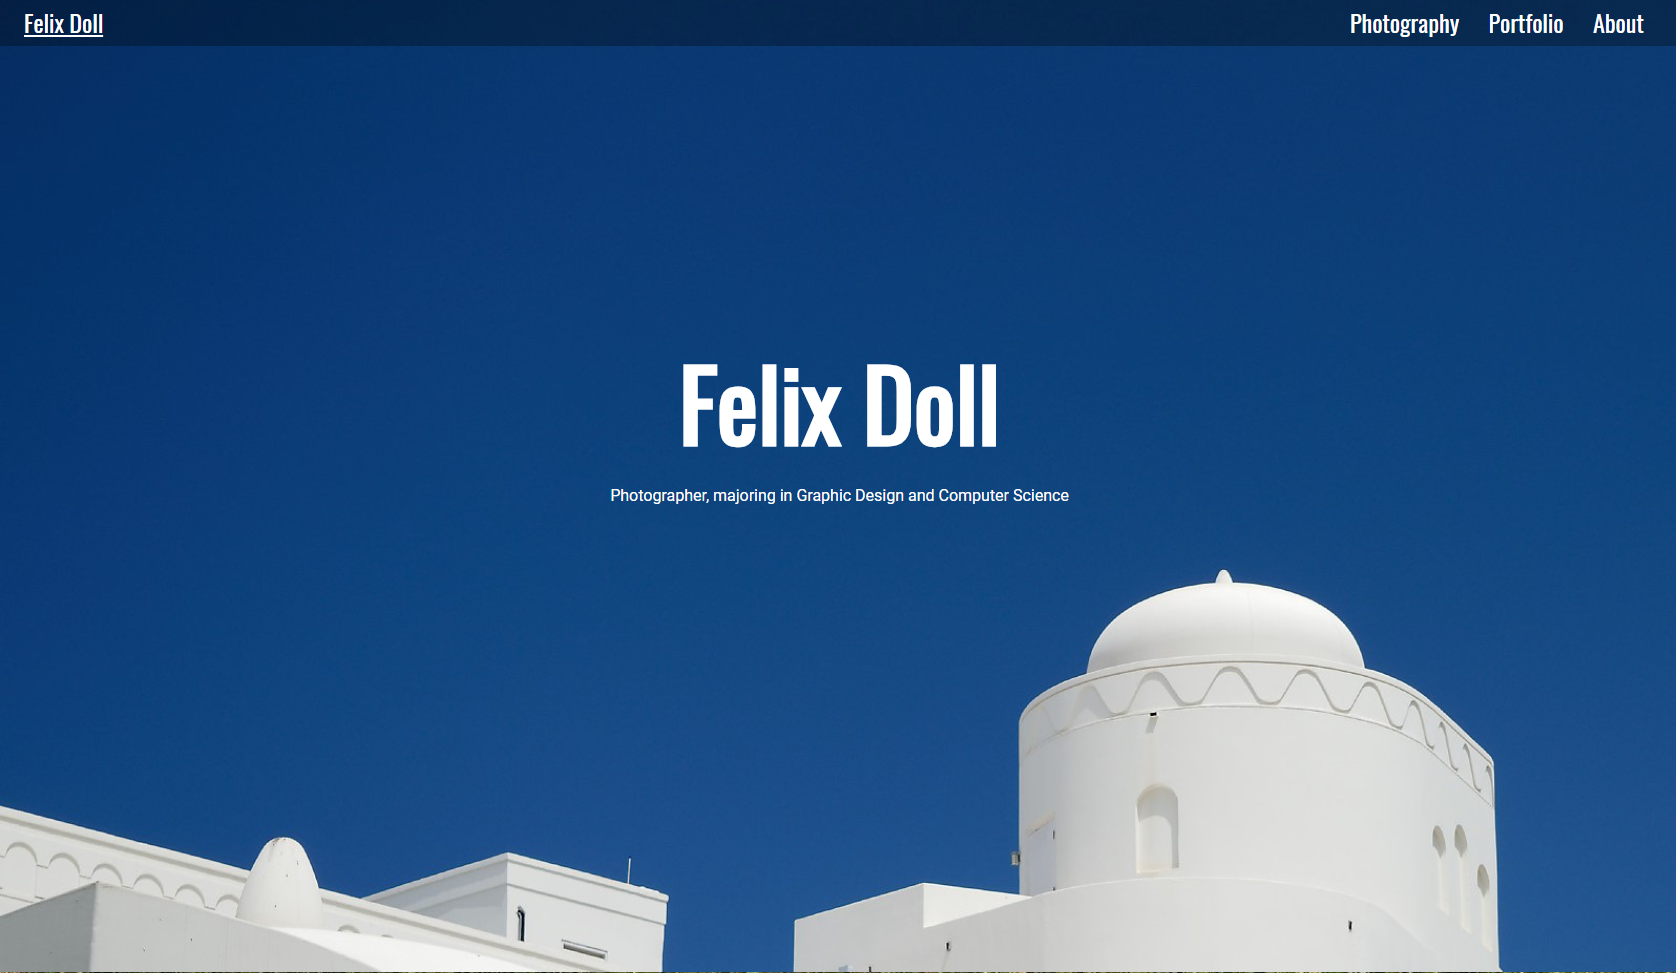 Felix Doll
Photography Portfolio About
Felix Doll
Photographer, majoring in Graphic Design and Computer Science